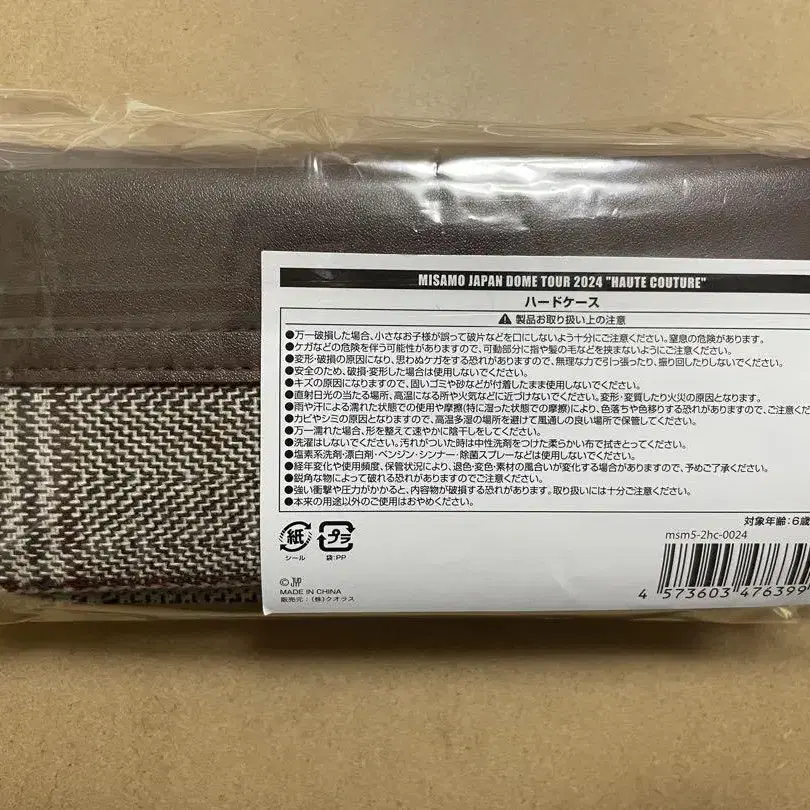 MISAMO JAPAN DOME TOUR 2024 "HAUTE COUTURE"
ハードケース
⚠ 製品お取り扱い上の注意
●万一破損した場合、小さなお子様が誤って破片などを口にしないよう十分にご注意ください。窒息の危険があります。
●ケガなどの危険を伴う可能性がありますので、可動部分に指や髪の毛などを挟まないようにご注意ください。
●変形・破損の原因になり、思わぬケガをする恐れがありますので、無理な力で引っ張ったり、振り回したりしないでください。
●安全のため、破損・変形した場合は使用しないでください。
●キズの原因になりますので、固いゴミや砂などが付着したまま使用しないでください。
●直射日光の当たる場所、高温になる所や火気などに近づけないでください。変形・変質したり火災の原因となります。
●雨や汗による濡れた状態での使用や摩擦(特に湿った状態での摩擦)により、色落ちや色移りする恐れがありますので、ご注意くだ
●カビやシミの原因となりますので、高温多湿の場所を避けて風通しの良い場所で保管してください。
●万一濡れた場合、形を整えて速やかに陰干しをしてください。
●洗濯はしないでください。汚れがついた時は中性洗剤をつけた柔らかい布で拭きとってください。
●塩素系洗剤・漂白剤・ベンジン・シンナー・除菌スプレーなどは使用しないでください。
●経年変化や使用頻度、保管状況により、退色・変色・素材の風合いが変化する場合がありますので、予めご了承ください。
●鋭角な物によって破れる恐れがありますのでご注意ください。
●強い衝撃や圧力がかかると、内容物が破損する恐れがあります。取り扱いには十分ご注意ください。
●本来の用途以外のご使用はおやめください。
対象年齢:6歳
紙 シール
プラ 袋:PP
msm5-2hc-0024
4 573603 476399
© JYP
MADE IN CHINA
販売元:(株)クオラス